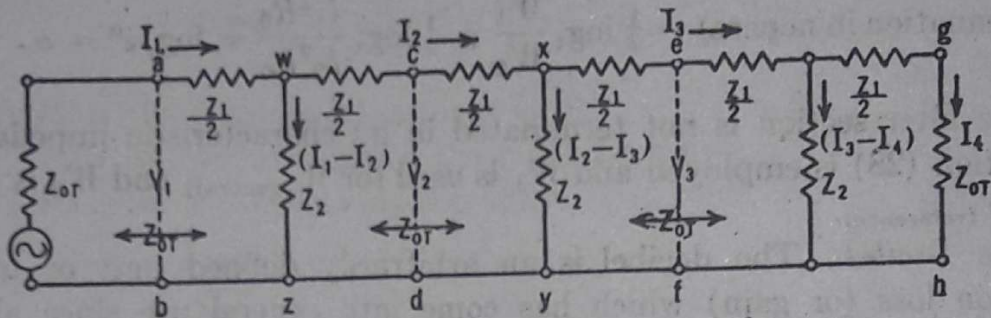 I₁ I₂ I₃
a w c x e g
Z₁/2 Z₁/2 Z₁/2 Z₁/2 Z₁/2 Z₁/2
(I₁–I₂) (I₂–I₃) (I₃–I₄) I₄
Z₀T V₁ Z₂ V₂ Z₂ V₃ Z₂ Z₀T
Z₀T Z₀T Z₀T
b z d y f h